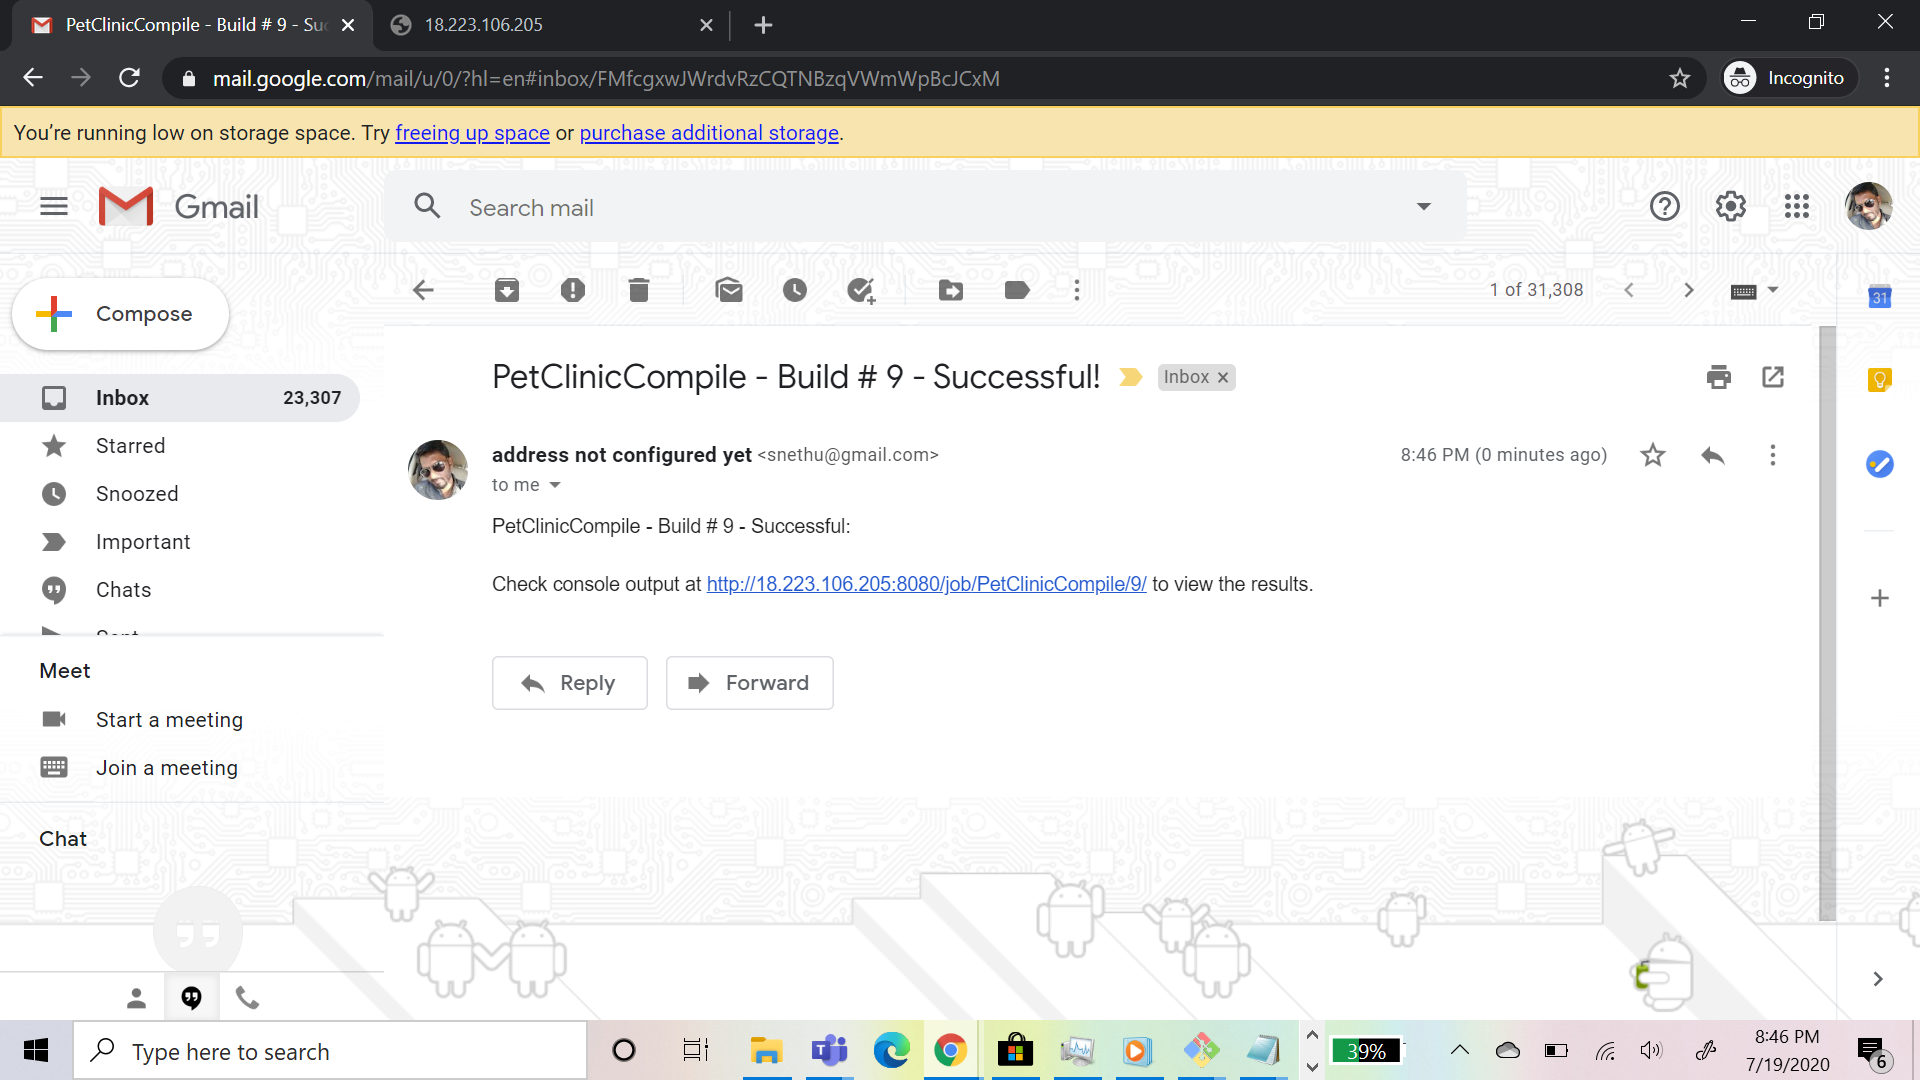 PetClinicCompile - Build # 9 - Su
18.223.106.205
mail.google.com/mail/u/0/?hl=en#inbox/FMfcgxwJWrdvRzCQTNBzqVWmWpBcJCxM
Incognito
You’re running low on storage space. Try freeing up space or purchase additional storage.
Gmail
Search mail
Compose
1 of 31,308
31
PetClinicCompile - Build # 9 - Successful!
Inbox
Inbox 23,307
Starred
Snoozed
Important
Chats
Meet
Start a meeting
Join a meeting
Chat
address not configured yet <snethu@gmail.com>
8:46 PM (0 minutes ago)
to me
PetClinicCompile - Build # 9 - Successful:
Check console output at http://18.223.106.205:8080/job/PetClinicCompile/9/ to view the results.
Reply
Forward
Type here to search
39%
8:46 PM
7/19/2020
6